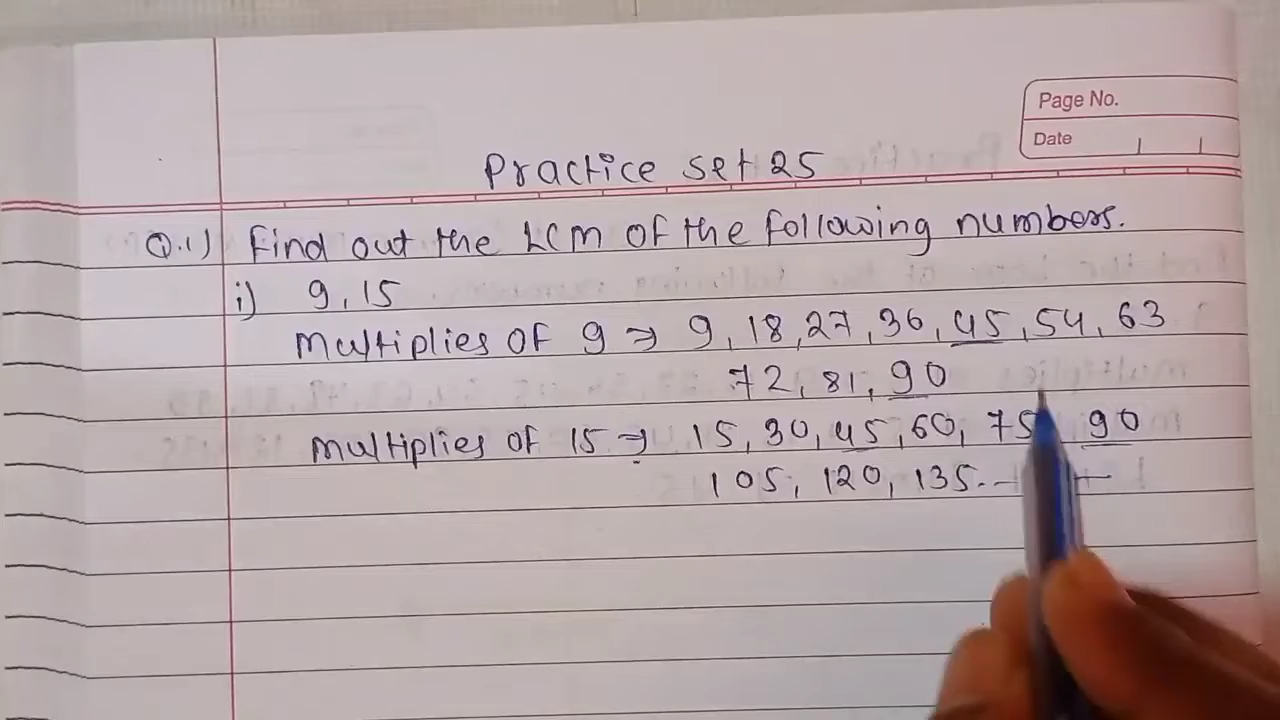 Page No.
Date
Practice set 25
Q.1) Find out the LCM of the following numbers.
i) 9, 15
Multiplies of 9 ⇒ 9, 18, 27, 36, 45, 54, 63
72, 81, 90
Multiplies of 15 ⇒ 15, 30, 45, 60, 75 90
105, 120, 135.--